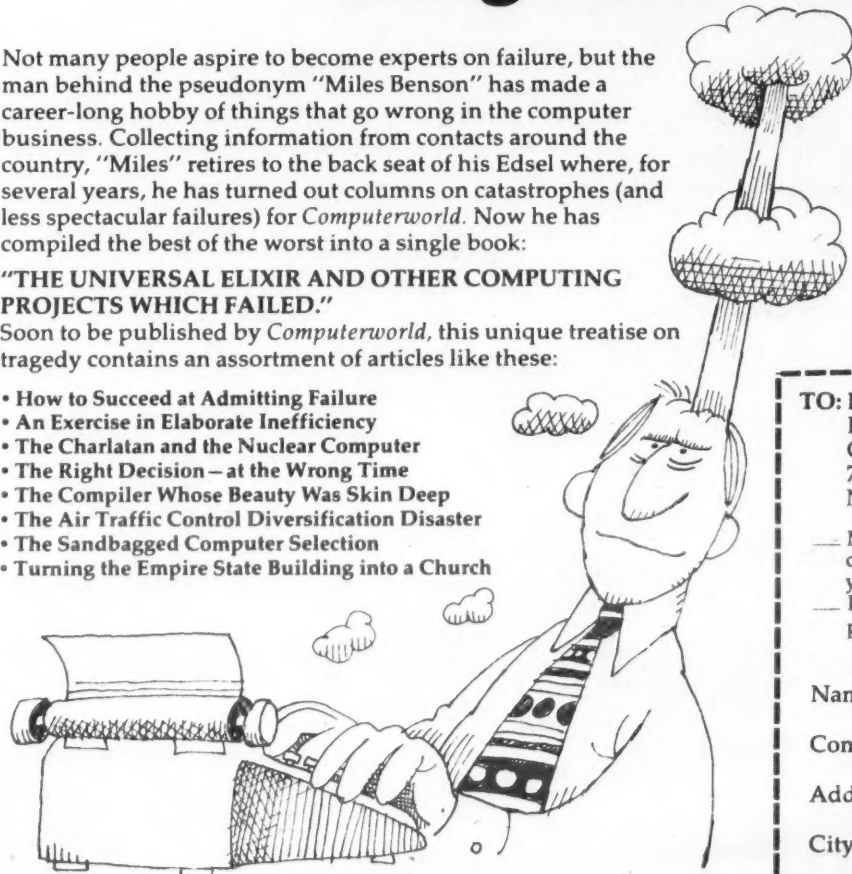 Not many people aspire to become experts on failure, but the
man behind the pseudonym "Miles Benson" has made a
career-long hobby of things that go wrong in the computer
business. Collecting information from contacts around the
country, "Miles" retires to the back seat of his Edsel where, for
several years, he has turned out columns on catastrophes (and
less spectacular failures) for Computerworld. Now he has
compiled the best of the worst into a single book:
"THE UNIVERSAL ELIXIR AND OTHER COMPUTING
PROJECTS WHICH FAILED."
Soon to be published by Computerworld, this unique treatise on
tragedy contains an assortment of articles like these:
• How to Succeed at Admitting Failure
• An Exercise in Elaborate Inefficiency
• The Charlatan and the Nuclear Computer
• The Right Decision—at the Wrong Time
• The Compiler Whose Beauty Was Skin Deep
• The Air Traffic Control Diversification Disaster
• The Sandbagged Computer Selection
• Turning the Empire State Building into a Church
TO: